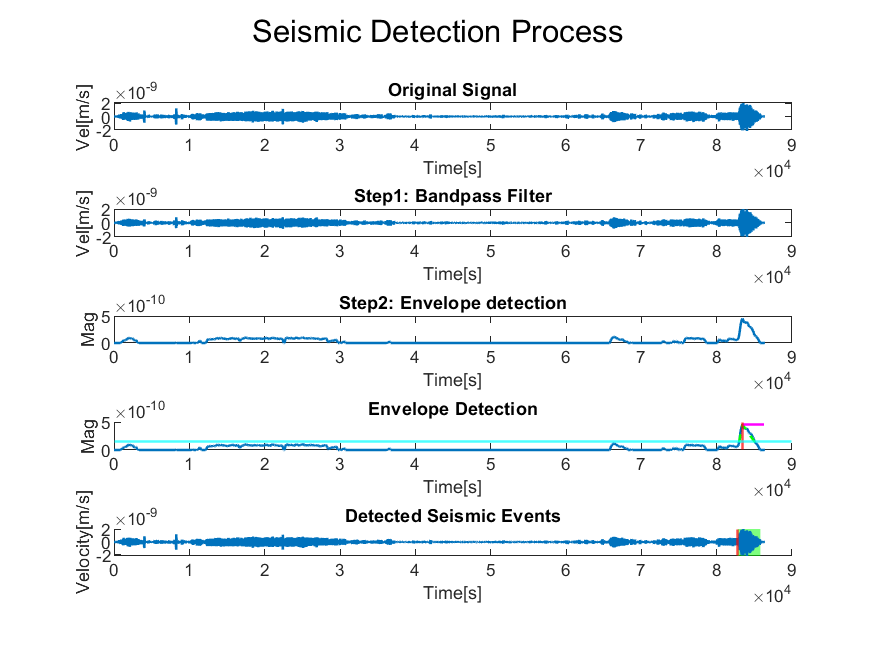 Seismic Detection Process
×10^-9
Original Signal
Vel[m/s]
2
0
-2
0 1 2 3 4 5 6 7 8 9
Time[s]
×10^4
×10^-9
Step1: Bandpass Filter
Vel[m/s]
2
0
-2
0 1 2 3 4 5 6 7 8 9
Time[s]
×10^4
×10^-10
Step2: Envelope detection
Mag
5
0
0 1 2 3 4 5 6 7 8 9
Time[s]
×10^4
×10^-10
Envelope Detection
Mag
5
0
0 1 2 3 4 5 6 7 8 9
Time[s]
×10^4
×10^-9
Detected Seismic Events
Velocity[m/s]
2
0
-2
0 1 2 3 4 5 6 7 8 9
Time[s]
×10^4